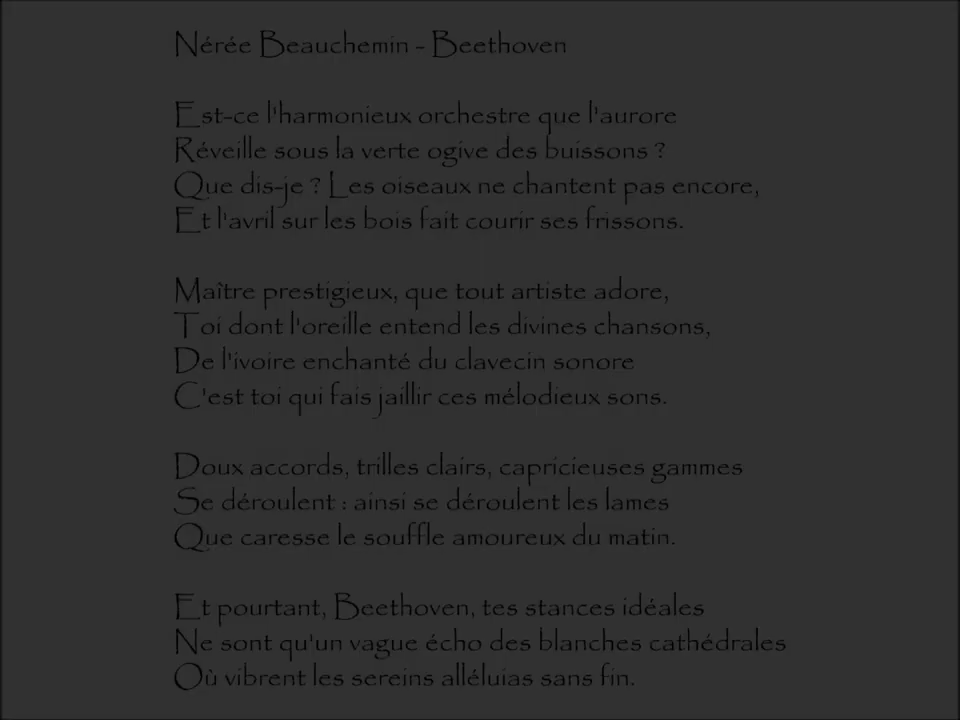 Nérée Beauchemin - Beethoven
Est-ce l'harmonieux orchestre que l'aurore
Réveille sous la verte ogive des buissons ?
Que dis-je ? Les oiseaux ne chantent pas encore,
Et l'avril sur les bois fait courir ses frissons.
Maître prestigieux, que tout artiste adore,
Toi dont l'oreille entend les divines chansons,
De l'ivoire enchanté du clavecin sonore
C'est toi qui fais jaillir ces mélodieux sons.
Doux accords, trilles clairs, capricieuses gammes
Se déroulent : ainsi se déroulent les lames
Que caresse le souffle amoureux du matin.
Et pourtant, Beethoven, tes stances idéales
Ne sont qu'un vague écho des blanches cathédrales
Où vibrent les sereins alléluias sans fin.